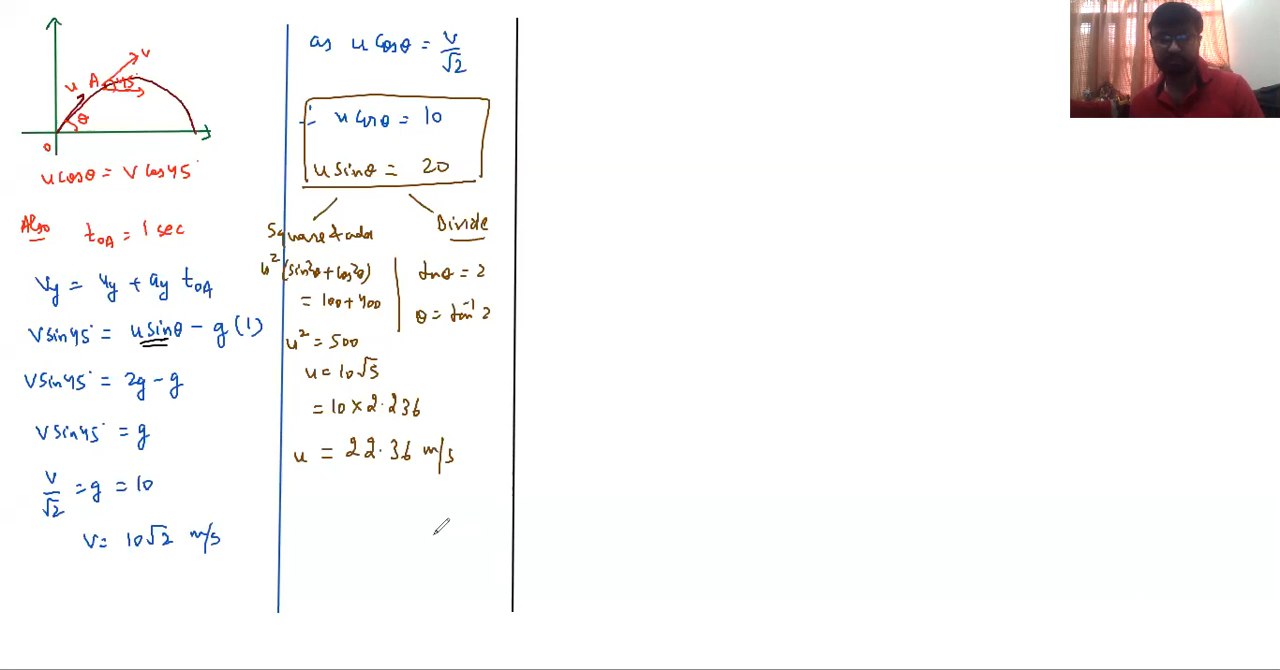 v
u A 45°
θ
O
u cosθ = v cos45°
Also t_OA = 1 sec
v_y = u_y + a_y t_OA
v sin45° = u sinθ - g (1)
v sin45° = 2g - g
v sin45° = g
v/√2 = g = 10
v = 10√2 m/s
as u cosθ = v/√2
∴ u cosθ = 10
u sinθ = 20
Square & add
u² (sin²θ + cos²θ)
= 100 + 400
u² = 500
u = 10√5
= 10 × 2.236
u = 22.36 m/s
Divide
tanθ = 2
θ = tan⁻¹ 2